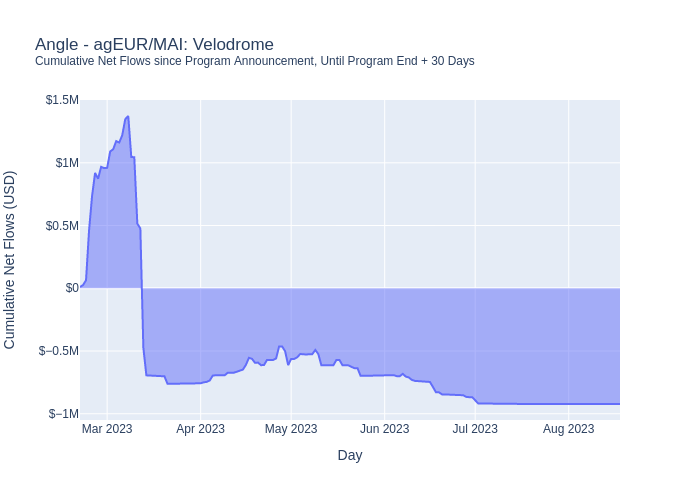 Angle - agEUR/MAI: Velodrome
Cumulative Net Flows since Program Announcement, Until Program End + 30 Days
Cumulative Net Flows (USD)
$1.5M
$1M
$0.5M
$0
$−0.5M
$−1M
Mar 2023 Apr 2023 May 2023 Jun 2023 Jul 2023 Aug 2023
Day